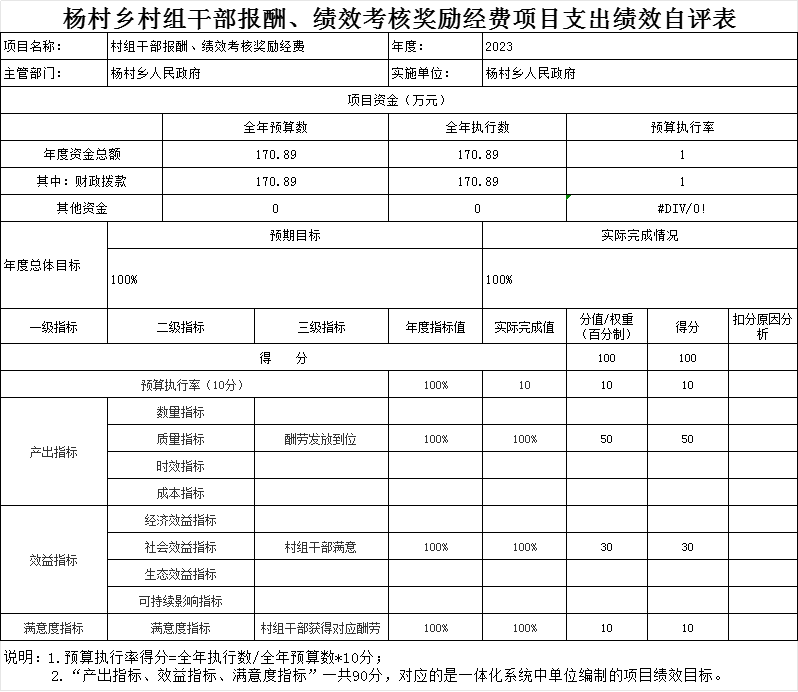 杨村乡村组干部报酬、绩效考核奖励经费项目支出绩效自评表
项目名称： 村组干部报酬、绩效考核奖励经费 年度： 2023
主管部门： 杨村乡人民政府 实施单位： 杨村乡人民政府
项目资金（万元）
全年预算数 全年执行数 预算执行率
年度资金总额 170.89 170.89 1
其中：财政拨款 170.89 170.89 1
其他资金 0 0 #DIV/0!
年度总体目标 预期目标 实际完成情况
100% 100%
一级指标 二级指标 三级指标 年度指标值 实际完成值 分值/权重（百分制） 得分 扣分原因分析
得 分 100 100
预算执行率（10分） 100% 10 10 10
产出指标 数量指标
质量指标 酬劳发放到位 100% 100% 50 50
时效指标
成本指标
效益指标 经济效益指标
社会效益指标 村组干部满意 100% 100% 30 30
生态效益指标
可持续影响指标
满意度指标 满意度指标 村组干部获得对应酬劳 100% 100% 10 10
说明：1.预算执行率得分=全年执行数/全年预算数*10分；
2.“产出指标、效益指标、满意度指标”一共90分，对应的是一体化系统中单位编制的项目绩效目标。